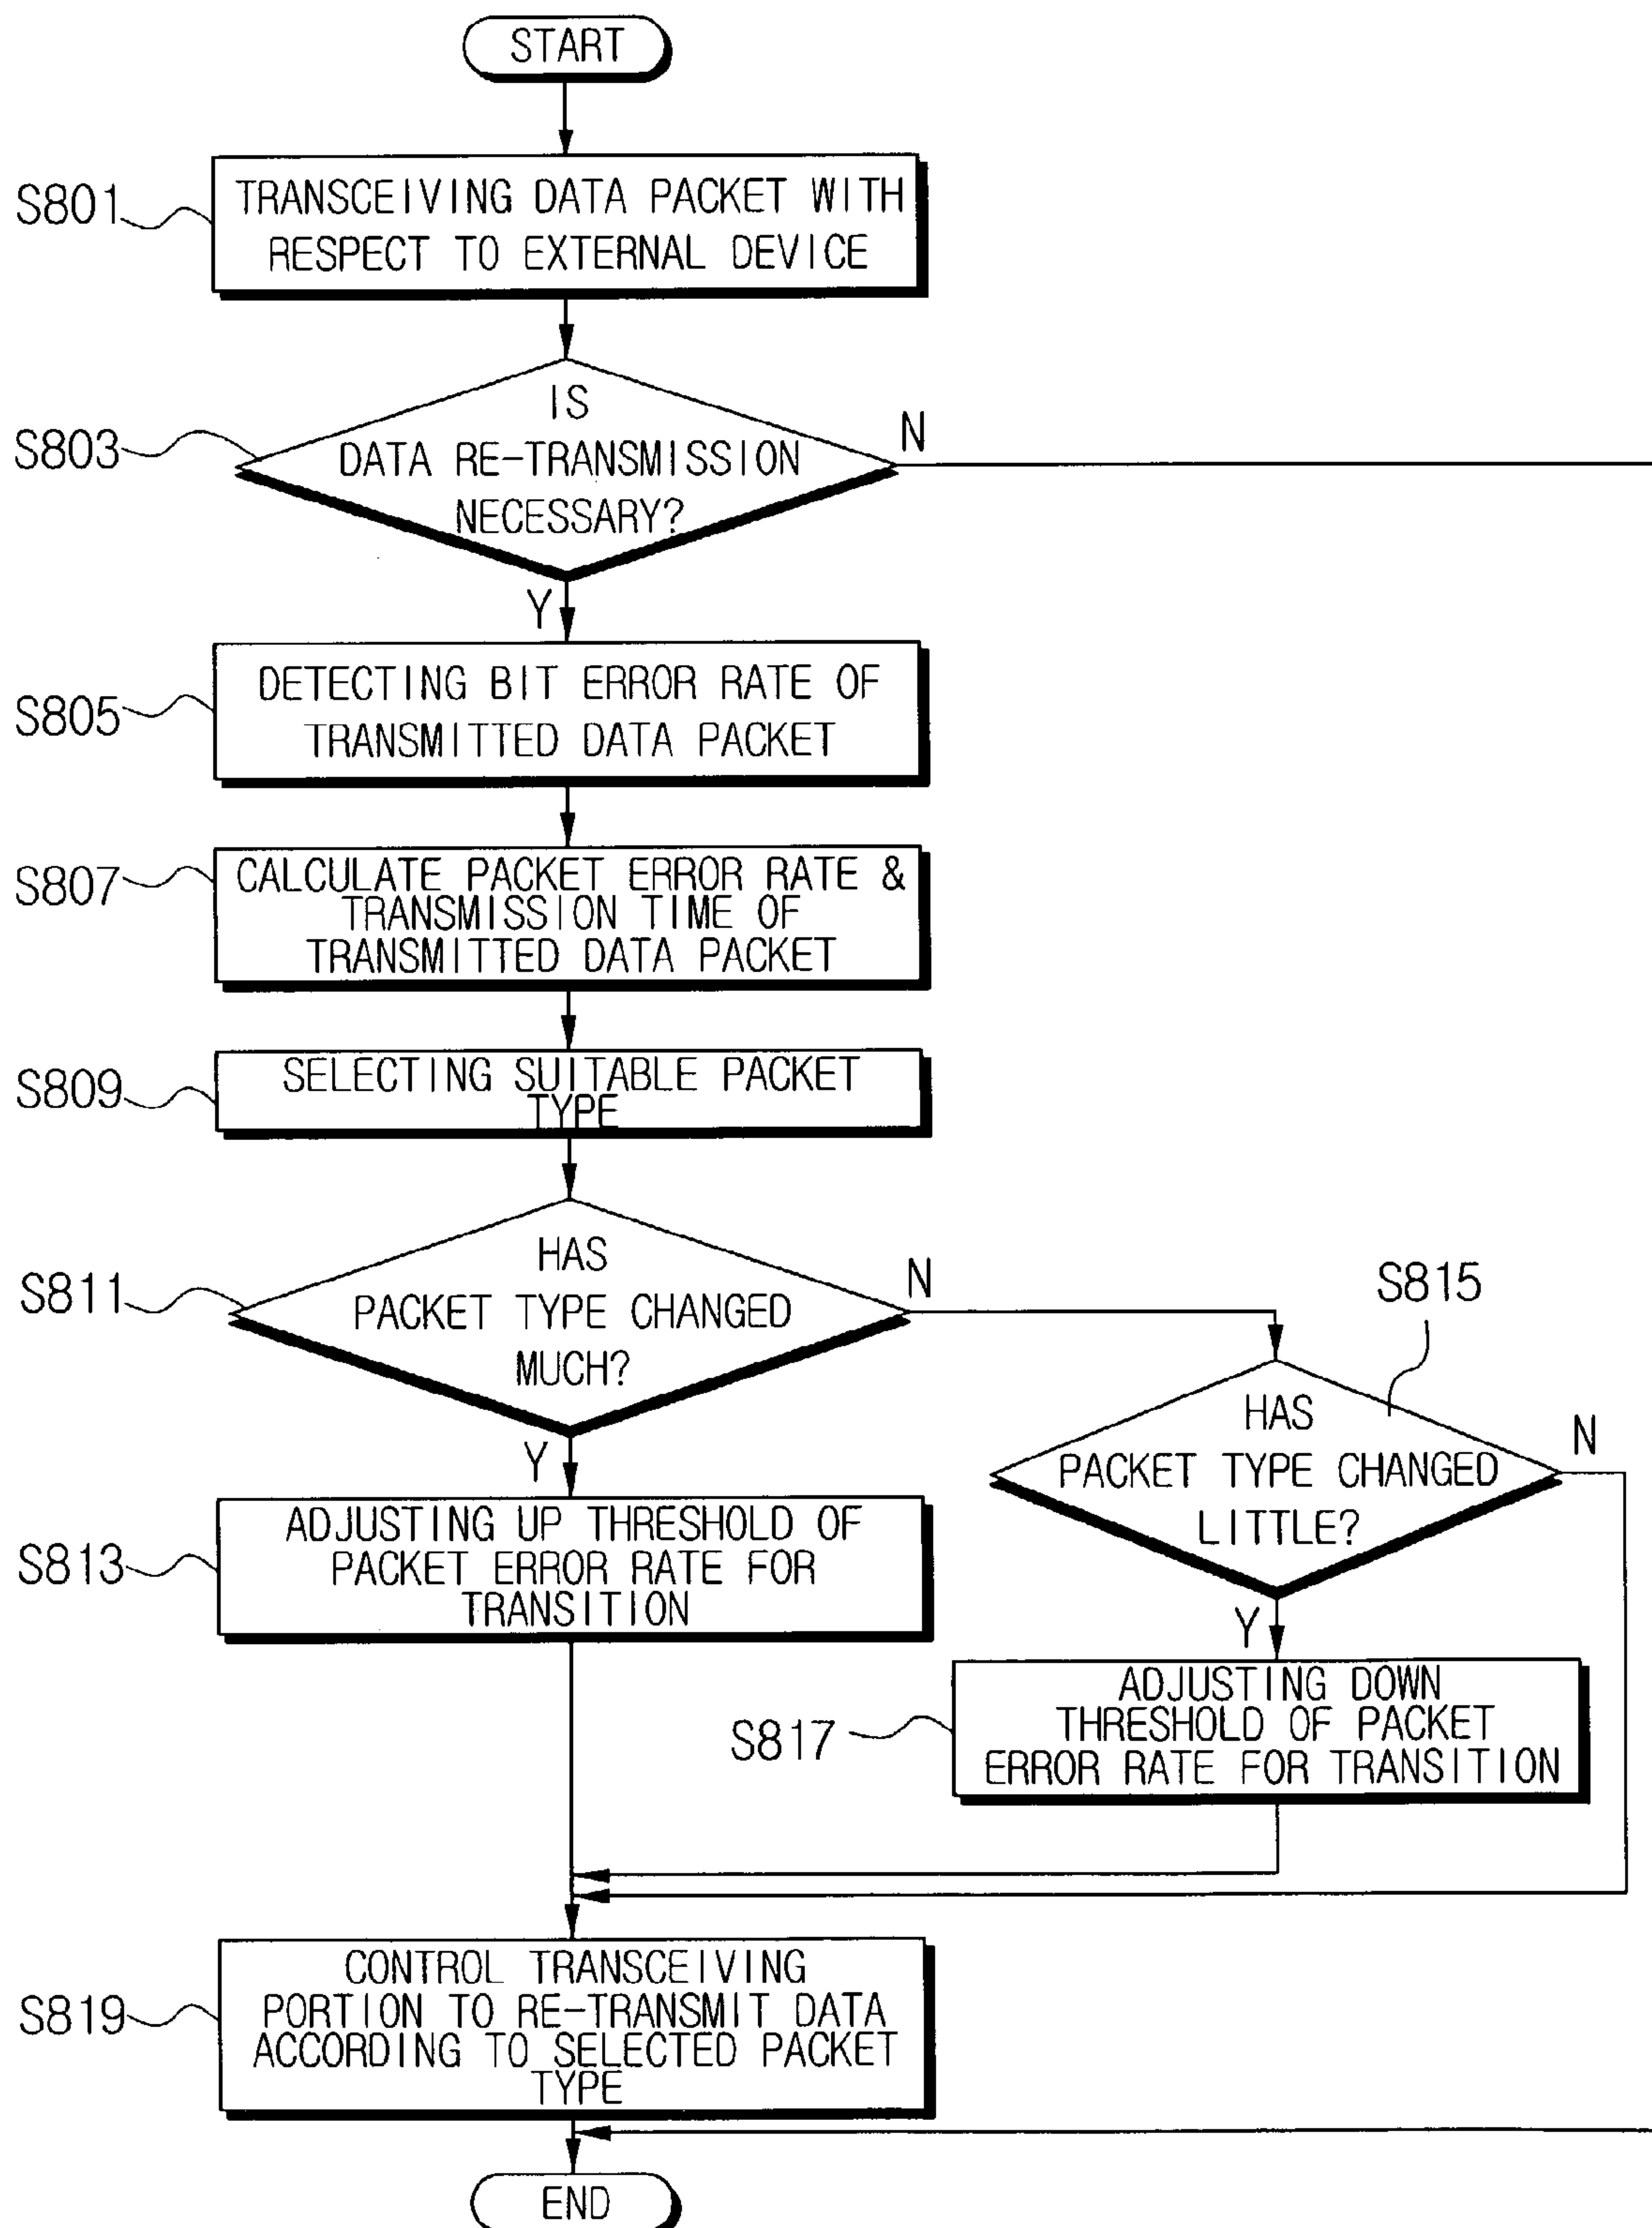 START
S801
TRANSCEIVING DATA PACKET WITH
RESPECT TO EXTERNAL DEVICE
S803
IS
DATA RE-TRANSMISSION
NECESSARY?
N
Y
S805
DETECTING BIT ERROR RATE OF
TRANSMITTED DATA PACKET
S807
CALCULATE PACKET ERROR RATE &
TRANSMISSION TIME OF
TRANSMITTED DATA PACKET
S809
SELECTING SUITABLE PACKET
TYPE
S811
HAS
PACKET TYPE CHANGED
MUCH?
N
Y
S815
HAS
PACKET TYPE CHANGED
LITTLE?
N
Y
S813
ADJUSTING UP THRESHOLD OF
PACKET ERROR RATE FOR
TRANSITION
S817
ADJUSTING DOWN
THRESHOLD OF PACKET
ERROR RATE FOR TRANSITION
S819
CONTROL TRANSCEIVING
PORTION TO RE-TRANSMIT DATA
ACCORDING TO SELECTED PACKET
TYPE
END